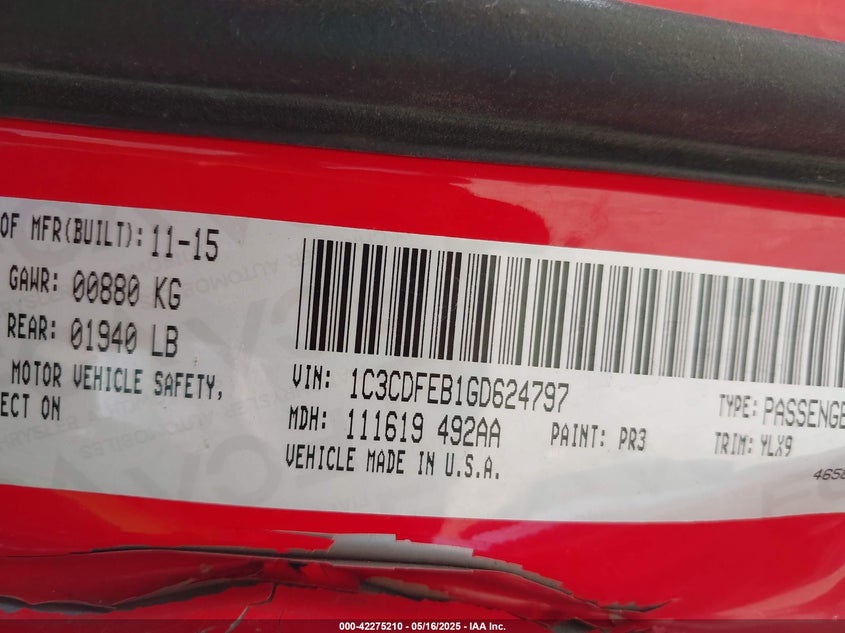 OF MFR(BUILT): 11-15
GAWR: 00880 KG
REAR: 01940 LB
MOTOR VEHICLE SAFETY,
ECT ON
VIN: 1C3CDFEB1GD624797
TYPE: PASSENGE
MDH: 111619 492AA
PAINT: PR3
TRIM: YLX9
VEHICLE MADE IN U.S.A.
4658
000-42275210 - 05/16/2025 - IAA Inc.